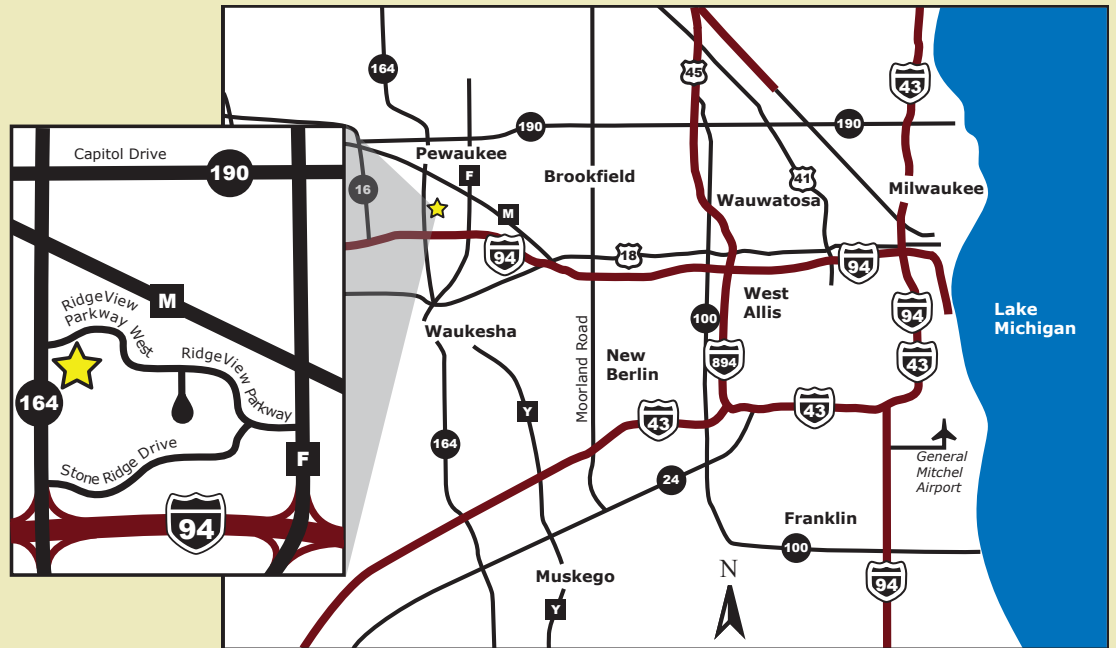 45
164
43
190
190
Pewaukee
F
Brookfield
41
Milwaukee
16
Wauwatosa
M
18
94
94
West
Allis
94
Lake
Michigan
100
Waukesha
Moorland Road
New
Berlin
894
43
Y
43
43
164
24
General
Mitchel
Airport
Franklin
100
N
Muskego
94
Y
Capitol Drive
190
M
RidgeView
Parkway West
RidgeView Parkway
164
Stone Ridge Drive
F
94